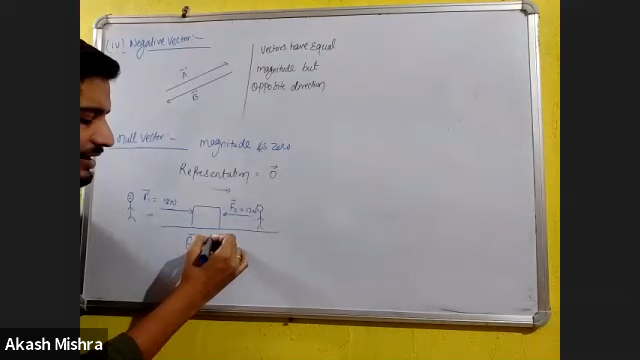 (iv) Negative Vector:-
Vectors have Equal
magnitude but
opposite direction
A
B
Null Vector:- magnitude is zero
Representation = 0
F₁ = 12N
F₂ = 12N
Akash Mishra